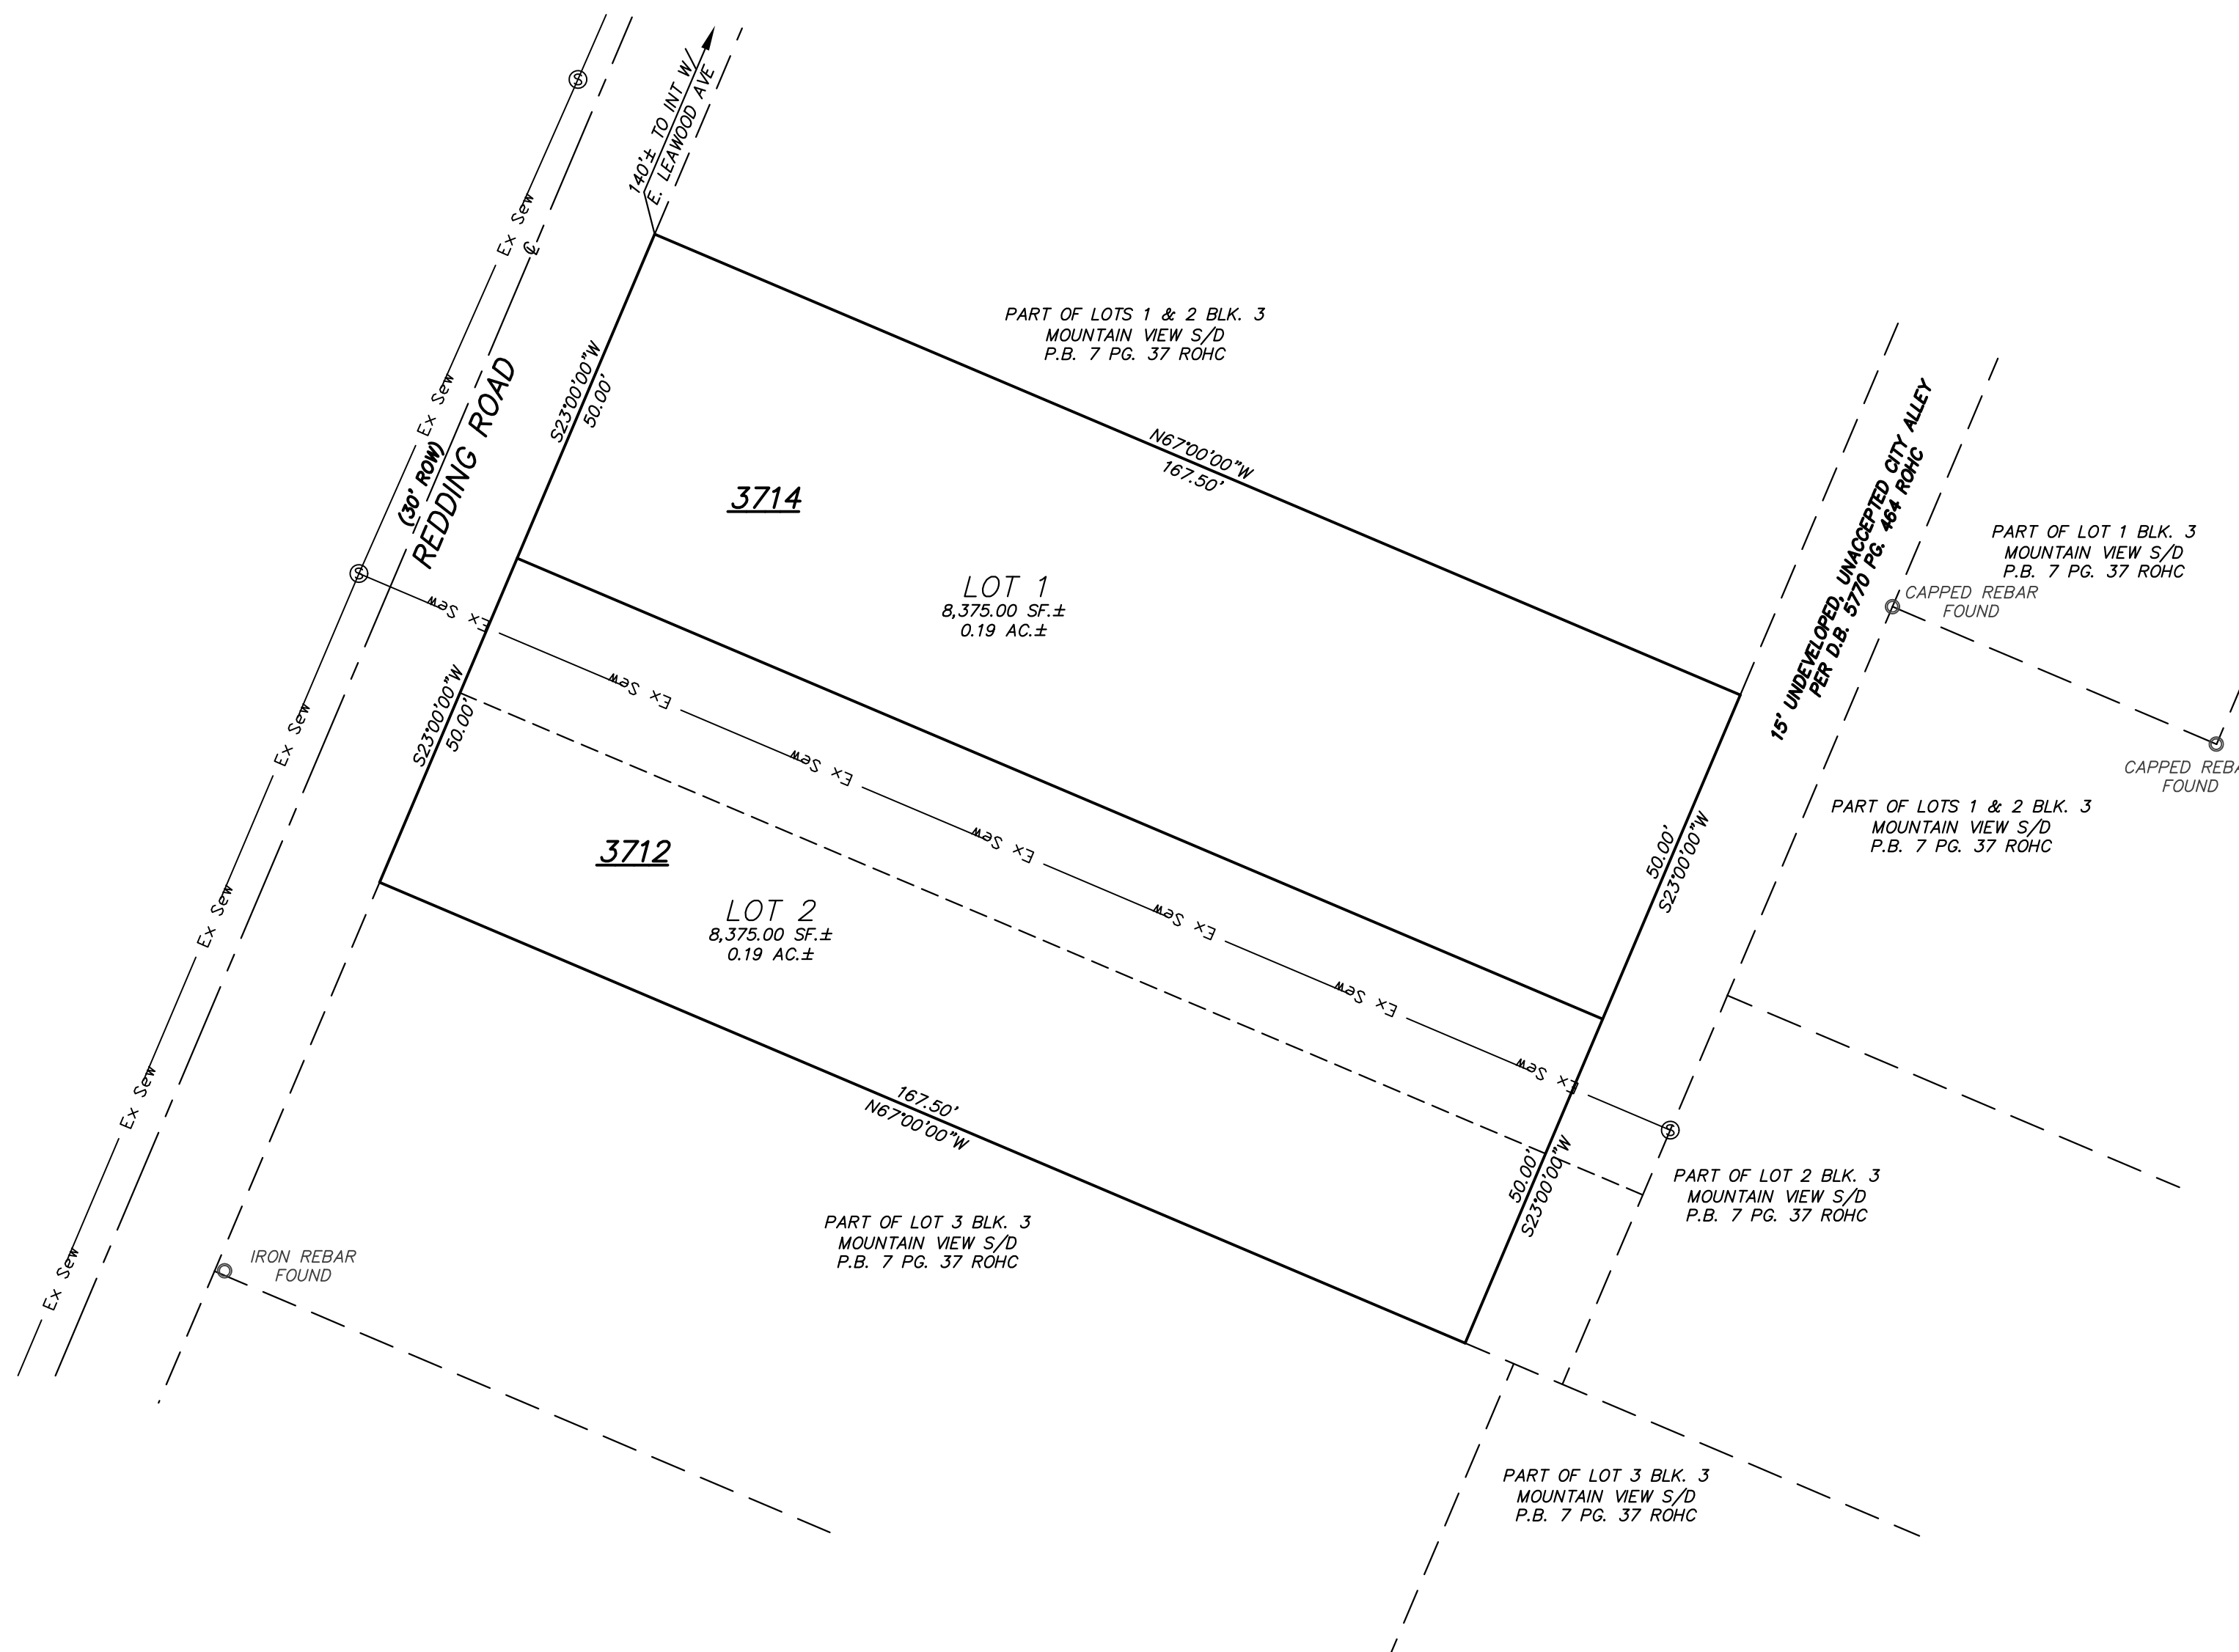 140'± TO INT W/
E. LEAWOOD AVE
S
Ex Sew
℄
Ex Sew
(30' ROW)
REDDING ROAD
S
Ex Sew
Ex Sew
Ex Sew
Ex Sew
S23°00'00"W
50.00'
PART OF LOTS 1 & 2 BLK. 3
MOUNTAIN VIEW S/D
P.B. 7 PG. 37 ROHC
N67°00'00"W
167.50'
3714
LOT 1
8,375.00 SF.±
0.19 AC.±
15' UNDEVELOPED, UNACCEPTED CITY ALLEY
PER D.B. 5770 PG. 464 ROHC
PART OF LOT 1 BLK. 3
MOUNTAIN VIEW S/D
P.B. 7 PG. 37 ROHC
CAPPED REBAR
FOUND
CAPPED REBA
FOUND
PART OF LOTS 1 & 2 BLK. 3
MOUNTAIN VIEW S/D
P.B. 7 PG. 37 ROHC
50.00'
S23°00'00"W
Ex Sew
Ex Sew
Ex Sew
Ex Sew
Ex Sew
Ex Sew
Ex Sew
S
S23°00'00"W
50.00'
3712
LOT 2
8,375.00 SF.±
0.19 AC.±
167.50'
N67°00'00"W
50.00'
S23°00'00"W
PART OF LOT 2 BLK. 3
MOUNTAIN VIEW S/D
P.B. 7 PG. 37 ROHC
PART OF LOT 3 BLK. 3
MOUNTAIN VIEW S/D
P.B. 7 PG. 37 ROHC
IRON REBAR
FOUND
PART OF LOT 3 BLK. 3
MOUNTAIN VIEW S/D
P.B. 7 PG. 37 ROHC